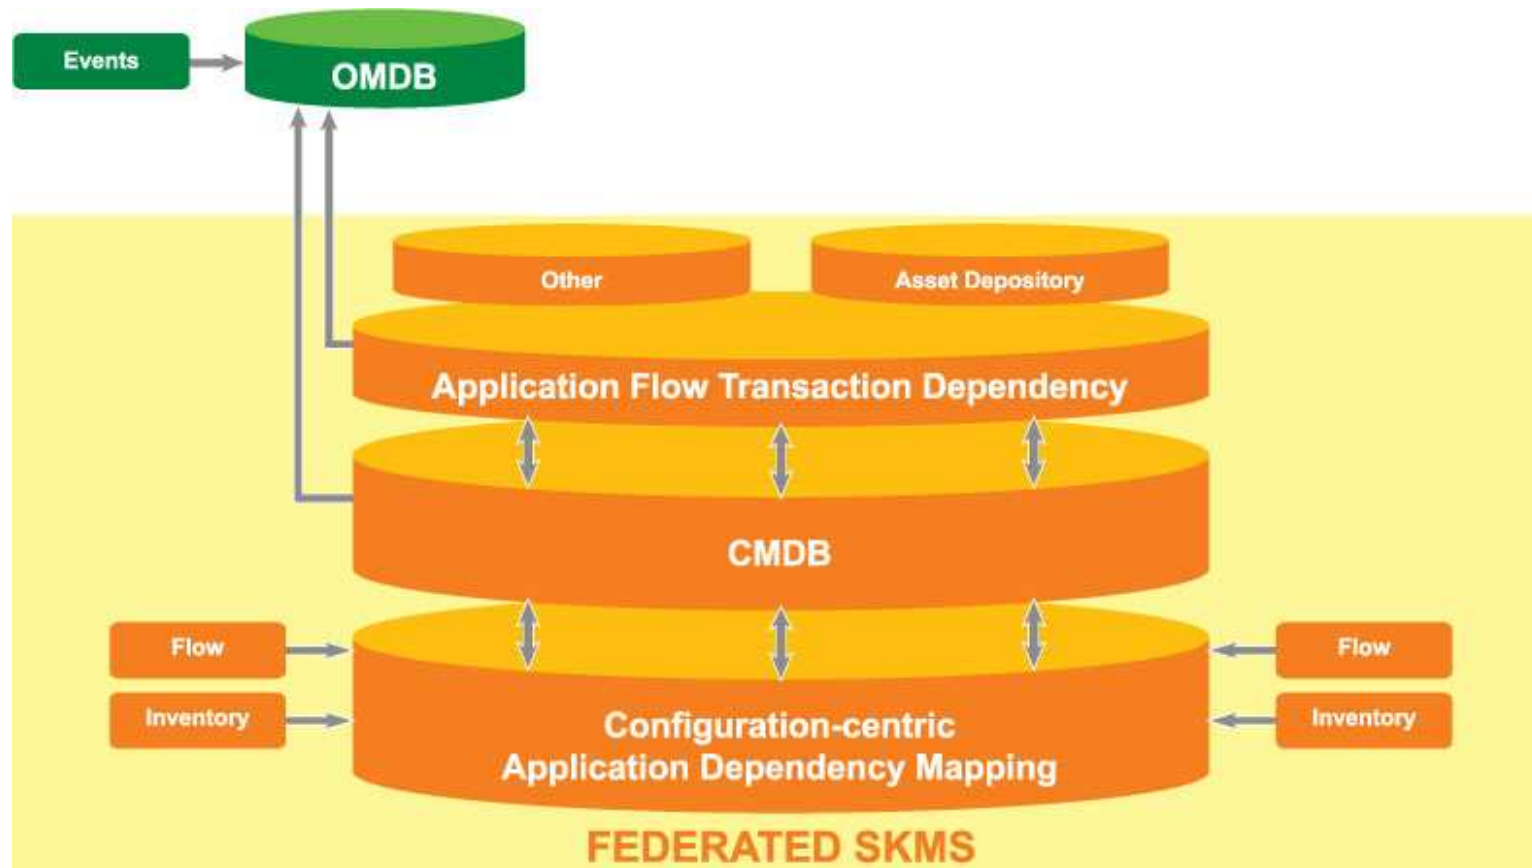 Events
OMDB
Other
Asset Depository
Application Flow Transaction Dependency
CMDB
Flow
Flow
Inventory
Inventory
Configuration-centric
Application Dependency Mapping
FEDERATED SKMS